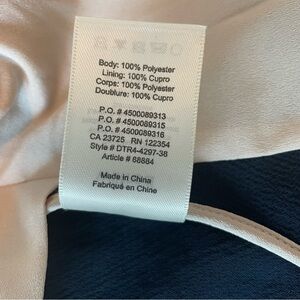 Body: 100% Polyester
Lining: 100% Cupro
Corps: 100% Polyester
Doublure: 100% Cupro
P.O. # 4500089313
P.O. # 4500089315
P.O. # 4500089316
CA 23725 RN 122354
Style # DTR4-4297-38
Article # 68884
Made in China
Fabriqué en Chine